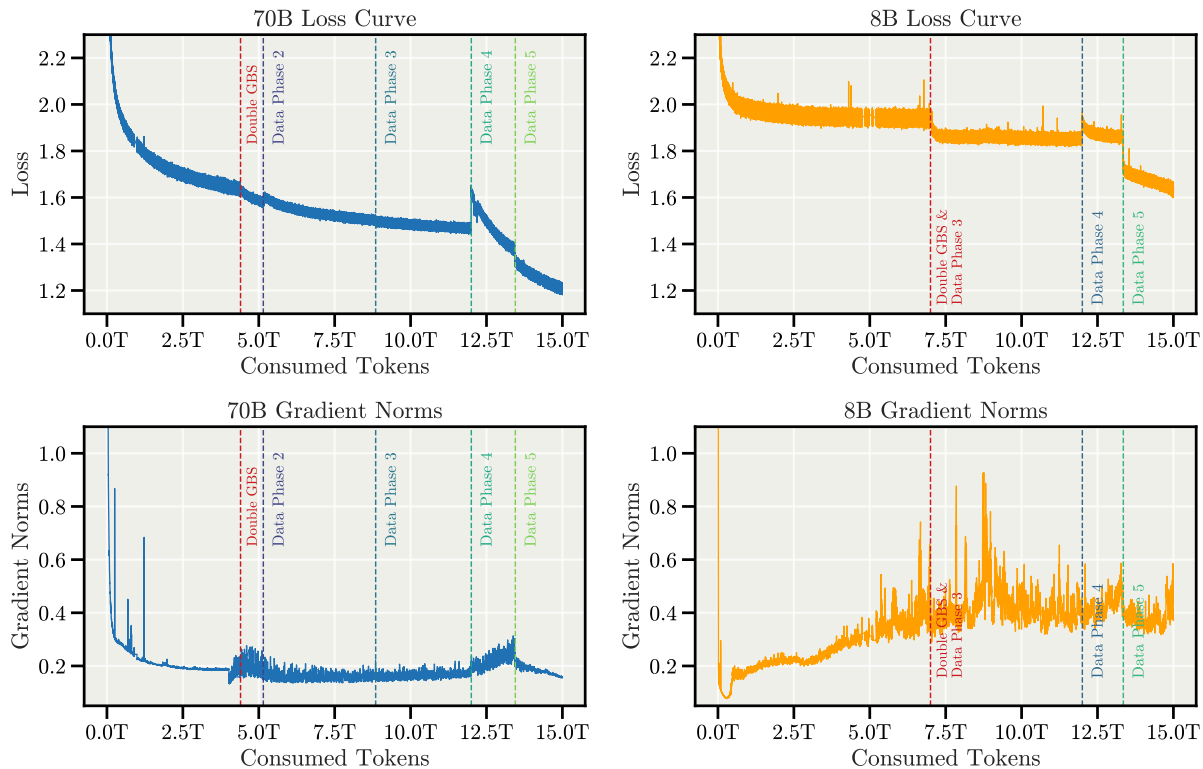 70B Loss Curve
2.2
2.0
1.8
1.6
1.4
1.2
Loss
Double GBS
Data Phase 2
Data Phase 3
Data Phase 4
Data Phase 5
0.0T 2.5T 5.0T 7.5T 10.0T 12.5T 15.0T
Consumed Tokens
8B Loss Curve
2.2
2.0
1.8
1.6
1.4
1.2
Loss
Double GBS &
Data Phase 3
Data Phase 4
Data Phase 5
0.0T 2.5T 5.0T 7.5T 10.0T 12.5T 15.0T
Consumed Tokens
70B Gradient Norms
1.0
0.8
0.6
0.4
0.2
Gradient Norms
Double GBS
Data Phase 2
Data Phase 3
Data Phase 4
Data Phase 5
0.0T 2.5T 5.0T 7.5T 10.0T 12.5T 15.0T
Consumed Tokens
8B Gradient Norms
1.0
0.8
0.6
0.4
0.2
Gradient Norms
Double GBS &
Data Phase 3
Data Phase 4
Data Phase 5
0.0T 2.5T 5.0T 7.5T 10.0T 12.5T 15.0T
Consumed Tokens